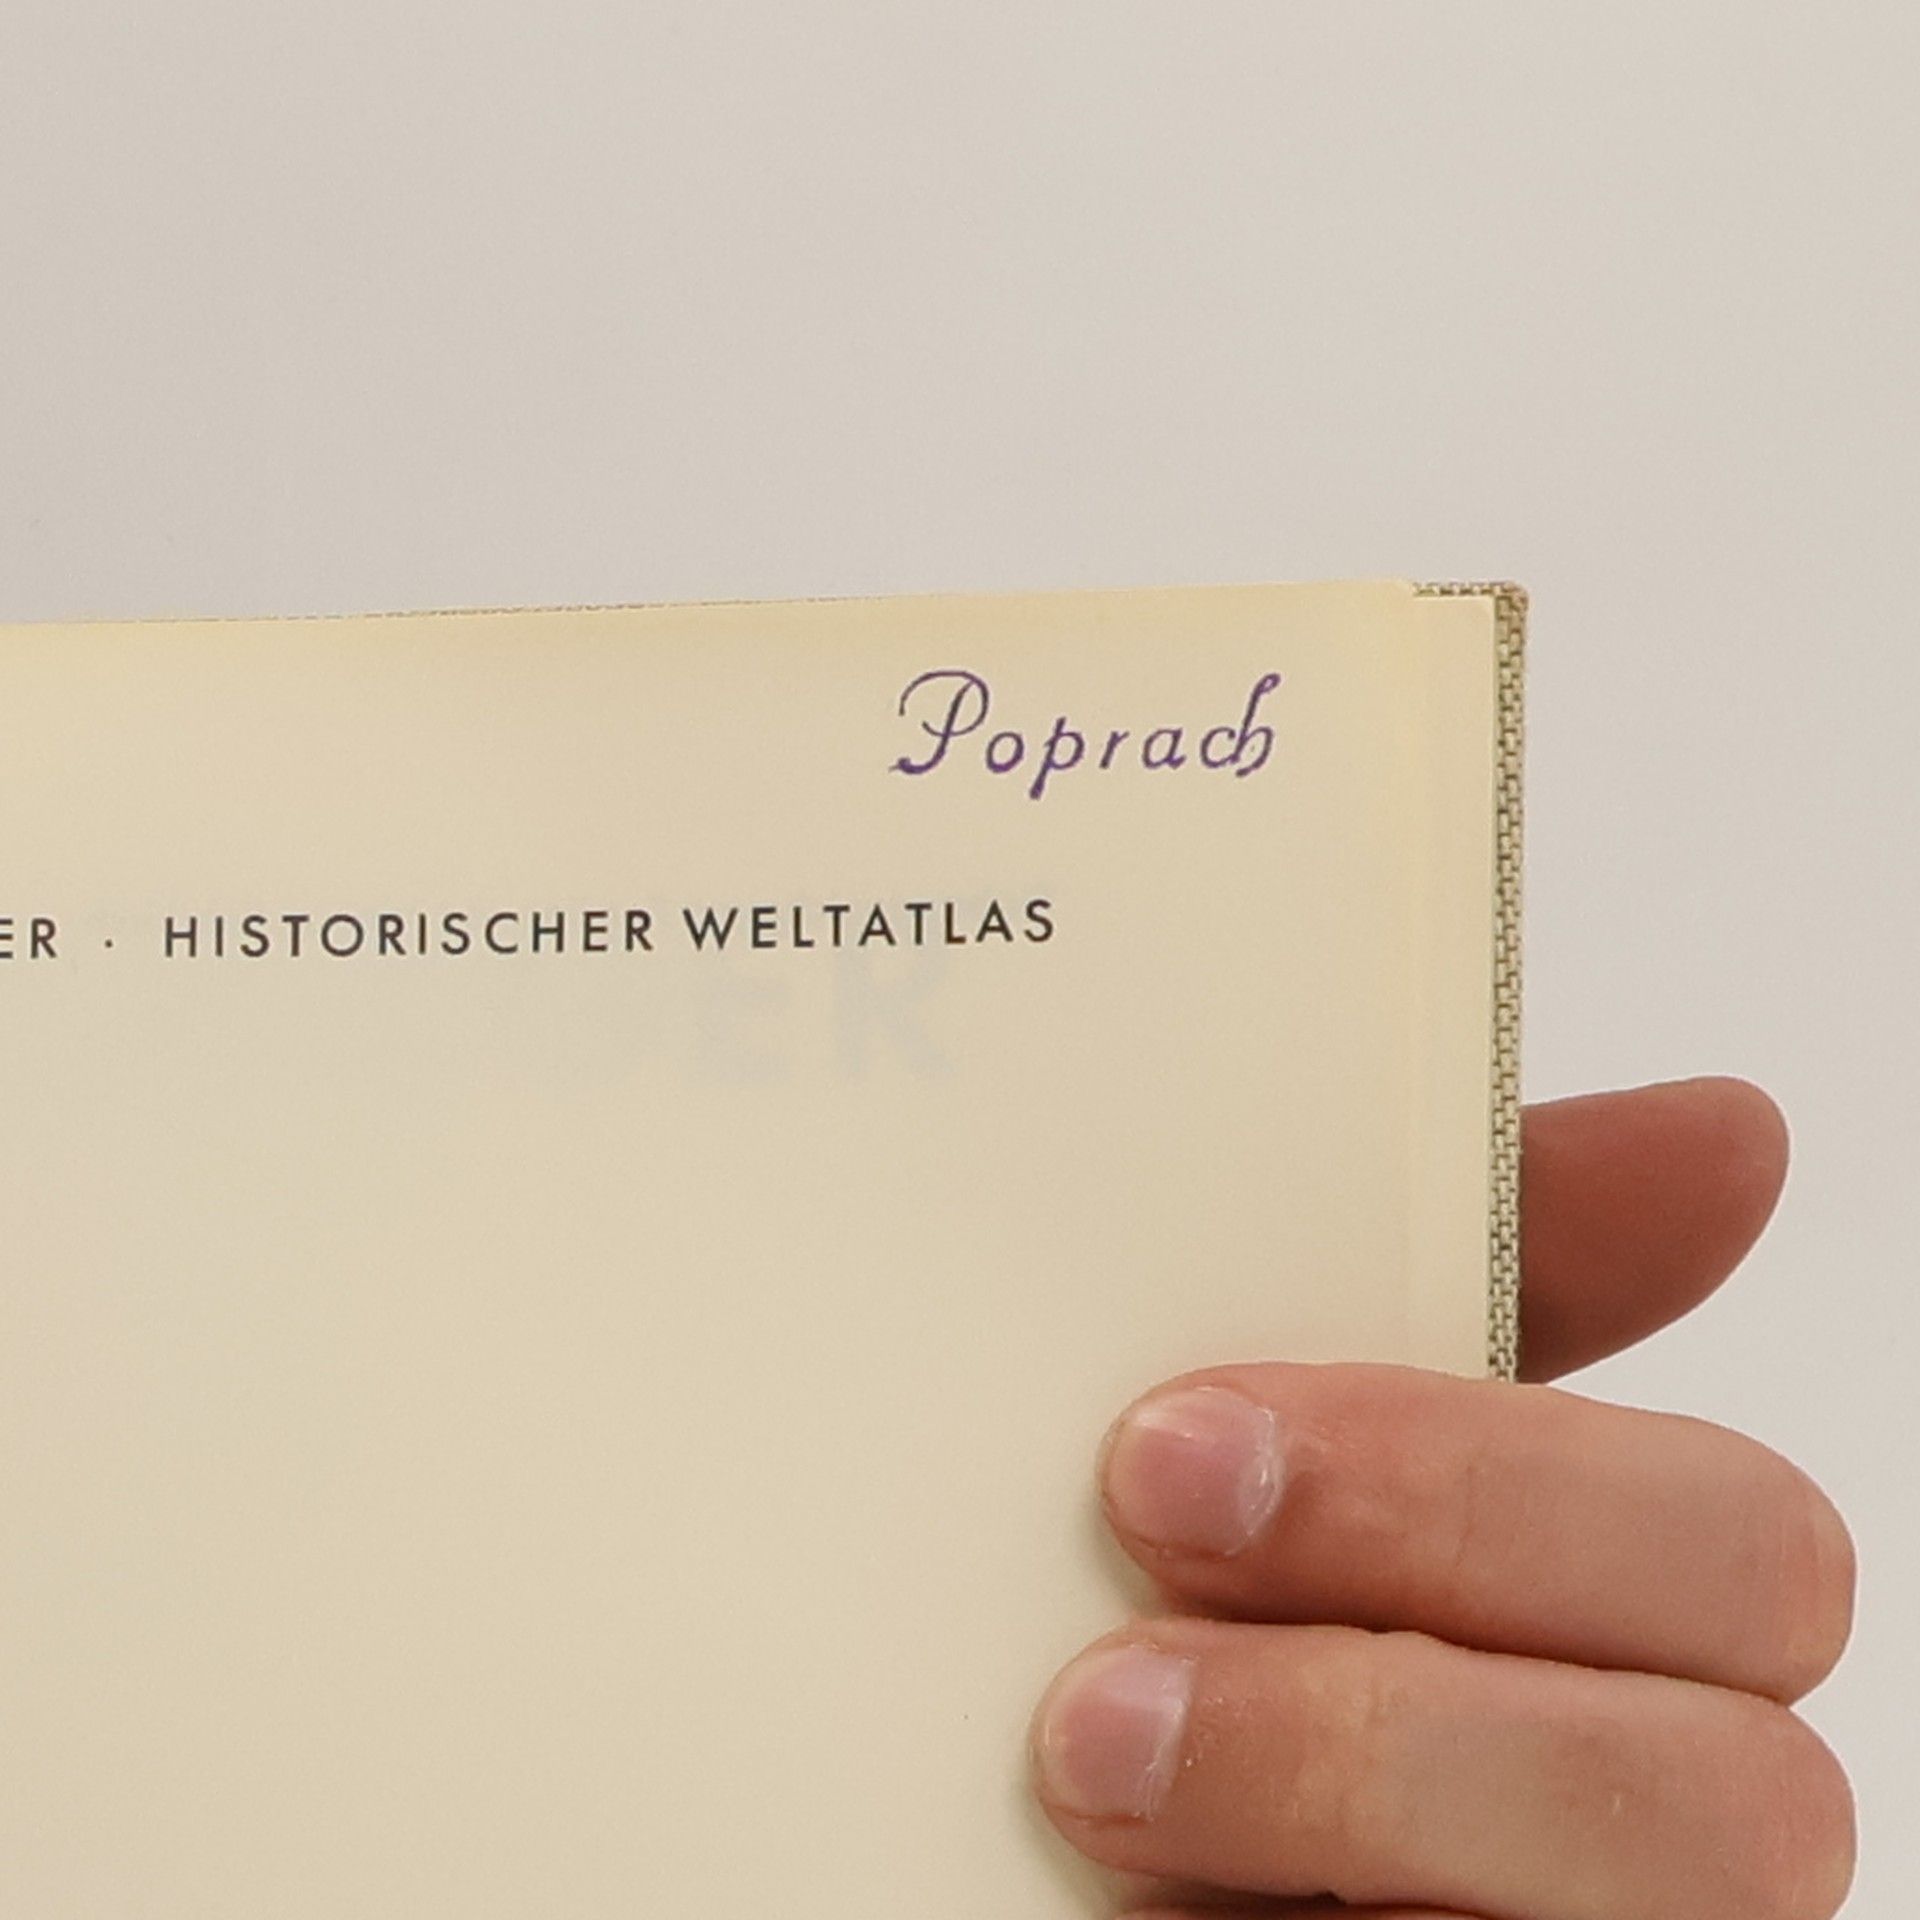 Poprach
ER · HISTORISCHER WELTATLAS